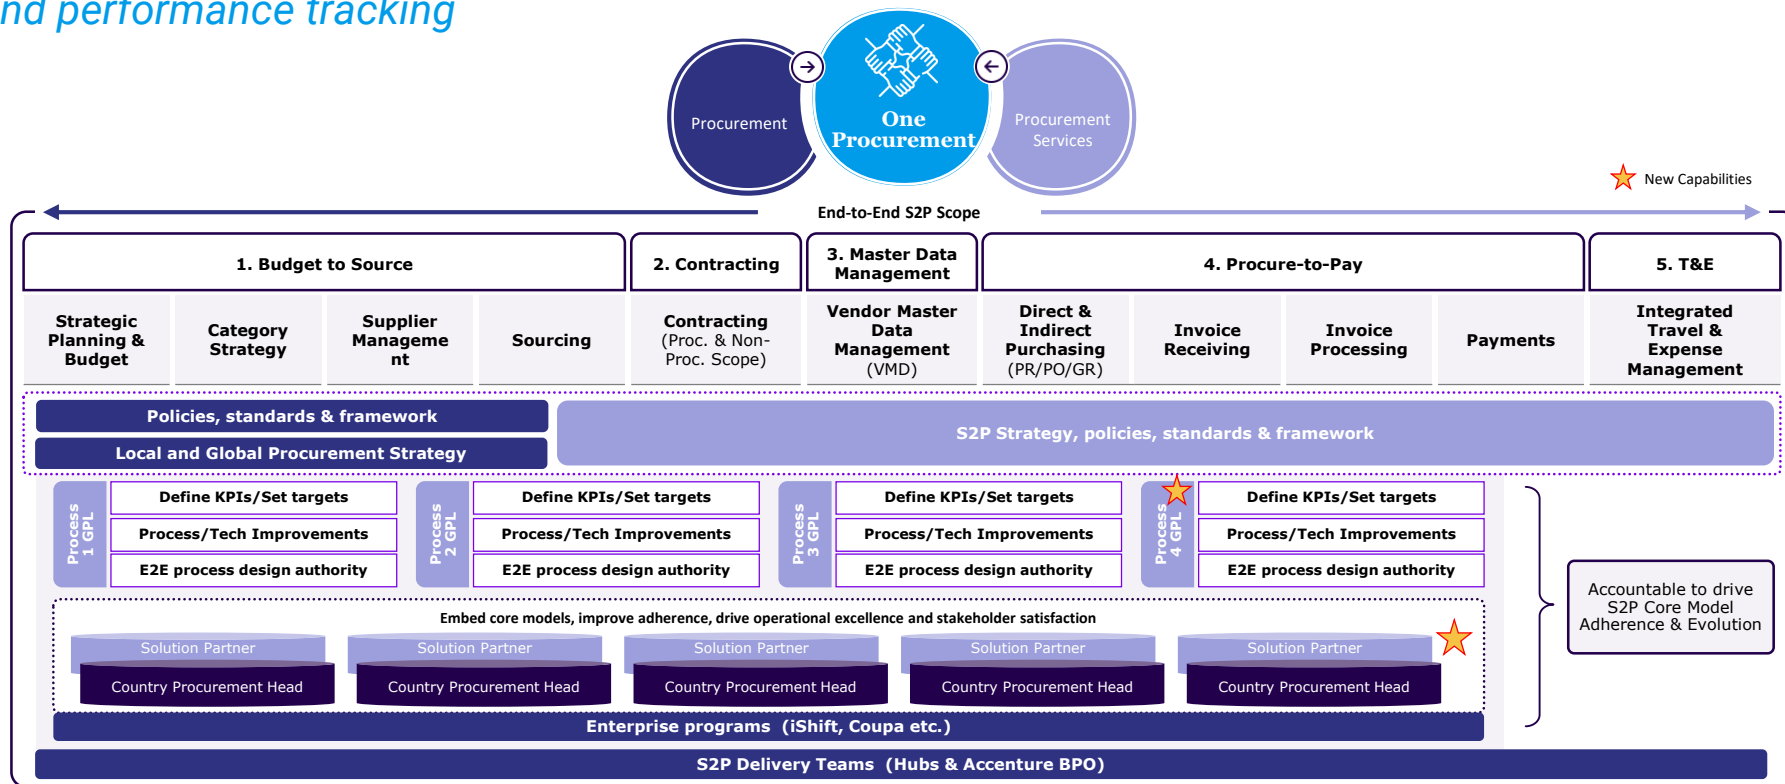 nd performance tracking
Procurement
One
Procurement
Procurement
Services
New Capabilities
End-to-End S2P Scope
1. Budget to Source
2. Contracting
3. Master Data
Management
4. Procure-to-Pay
5. T&E
Strategic
Planning &
Budget
Category
Strategy
Supplier
Manageme
nt
Sourcing
Contracting
(Proc. & Non-
Proc. Scope)
Vendor Master
Data
Management
(VMD)
Direct &
Indirect
Purchasing
(PR/PO/GR)
Invoice
Receiving
Invoice
Processing
Payments
Integrated
Travel &
Expense
Management
Policies, standards & framework
Local and Global Procurement Strategy
S2P Strategy, policies, standards & framework
Process
1 GPL
Define KPIs/Set targets
Process/Tech Improvements
E2E process design authority
Process
2 GPL
Define KPIs/Set targets
Process/Tech Improvements
E2E process design authority
Process
3 GPL
Define KPIs/Set targets
Process/Tech Improvements
E2E process design authority
Process
4 GPL
Define KPIs/Set targets
Process/Tech Improvements
E2E process design authority
Accountable to drive
S2P Core Model
Adherence & Evolution
Embed core models, improve adherence, drive operational excellence and stakeholder satisfaction
Solution Partner
Country Procurement Head
Solution Partner
Country Procurement Head
Solution Partner
Country Procurement Head
Solution Partner
Country Procurement Head
Solution Partner
Country Procurement Head
Enterprise programs (iShift, Coupa etc.)
S2P Delivery Teams (Hubs & Accenture BPO)